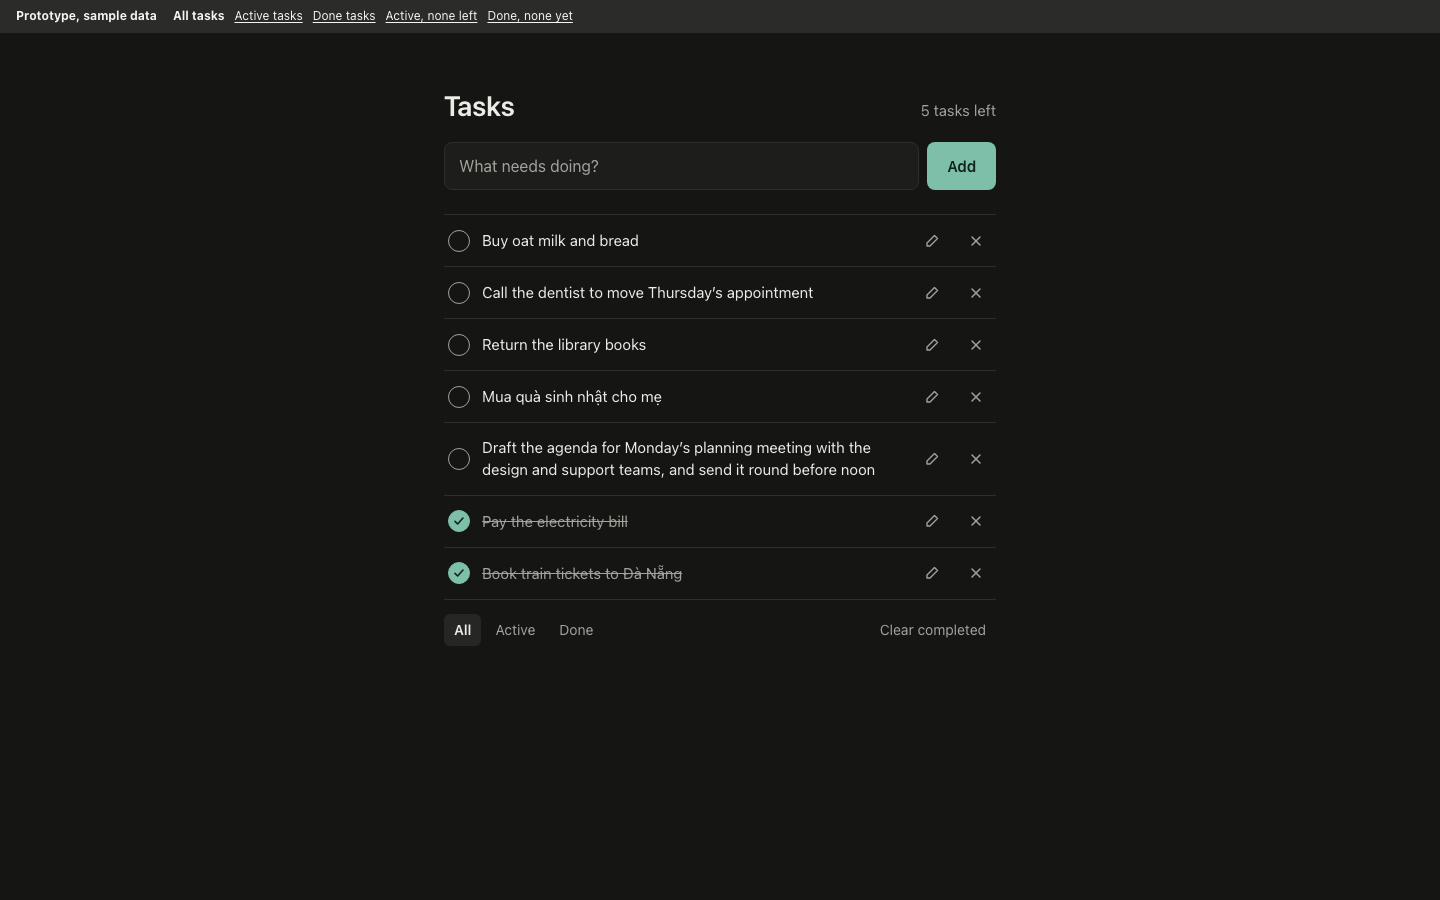 Prototype, sample data All tasks Active tasks Done tasks Active, none left Done, none yet
Tasks
5 tasks left
What needs doing?
Add
Buy oat milk and bread
Call the dentist to move Thursday’s appointment
Return the library books
Mua quà sinh nhật cho mẹ
Draft the agenda for Monday’s planning meeting with the
design and support teams, and send it round before noon
Pay the electricity bill
Book train tickets to Đà Nẵng
All Active Done Clear completed